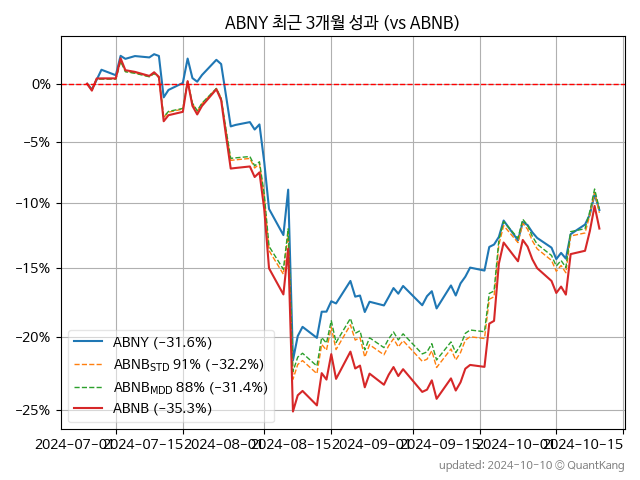 ABNY 최근 3개월 성과 (vs ABNB)
0%
−5%
−10%
−15%
−20%
−25%
ABNY (−31.6%)
ABNB_STD 91% (−32.2%)
ABNB_MDD 88% (−31.4%)
ABNB (−35.3%)
2024-07-01 2024-07-15 2024-08-01 2024-08-15 2024-09-01 2024-09-15 2024-10-01 2024-10-15
updated: 2024-10-10 © QuantKang